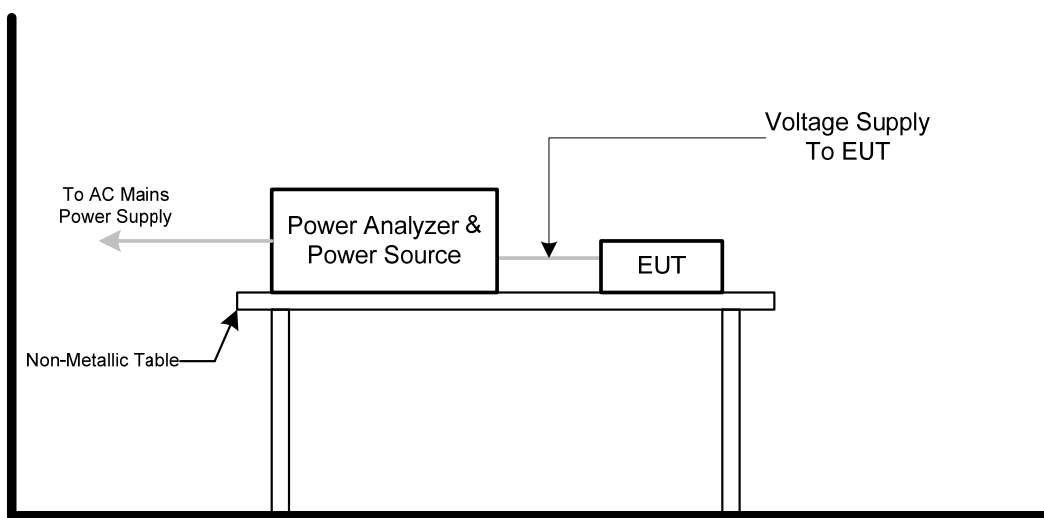 Voltage Supply
To EUT
To AC Mains
Power Supply
Power Analyzer &
Power Source
EUT
Non-Metallic Table